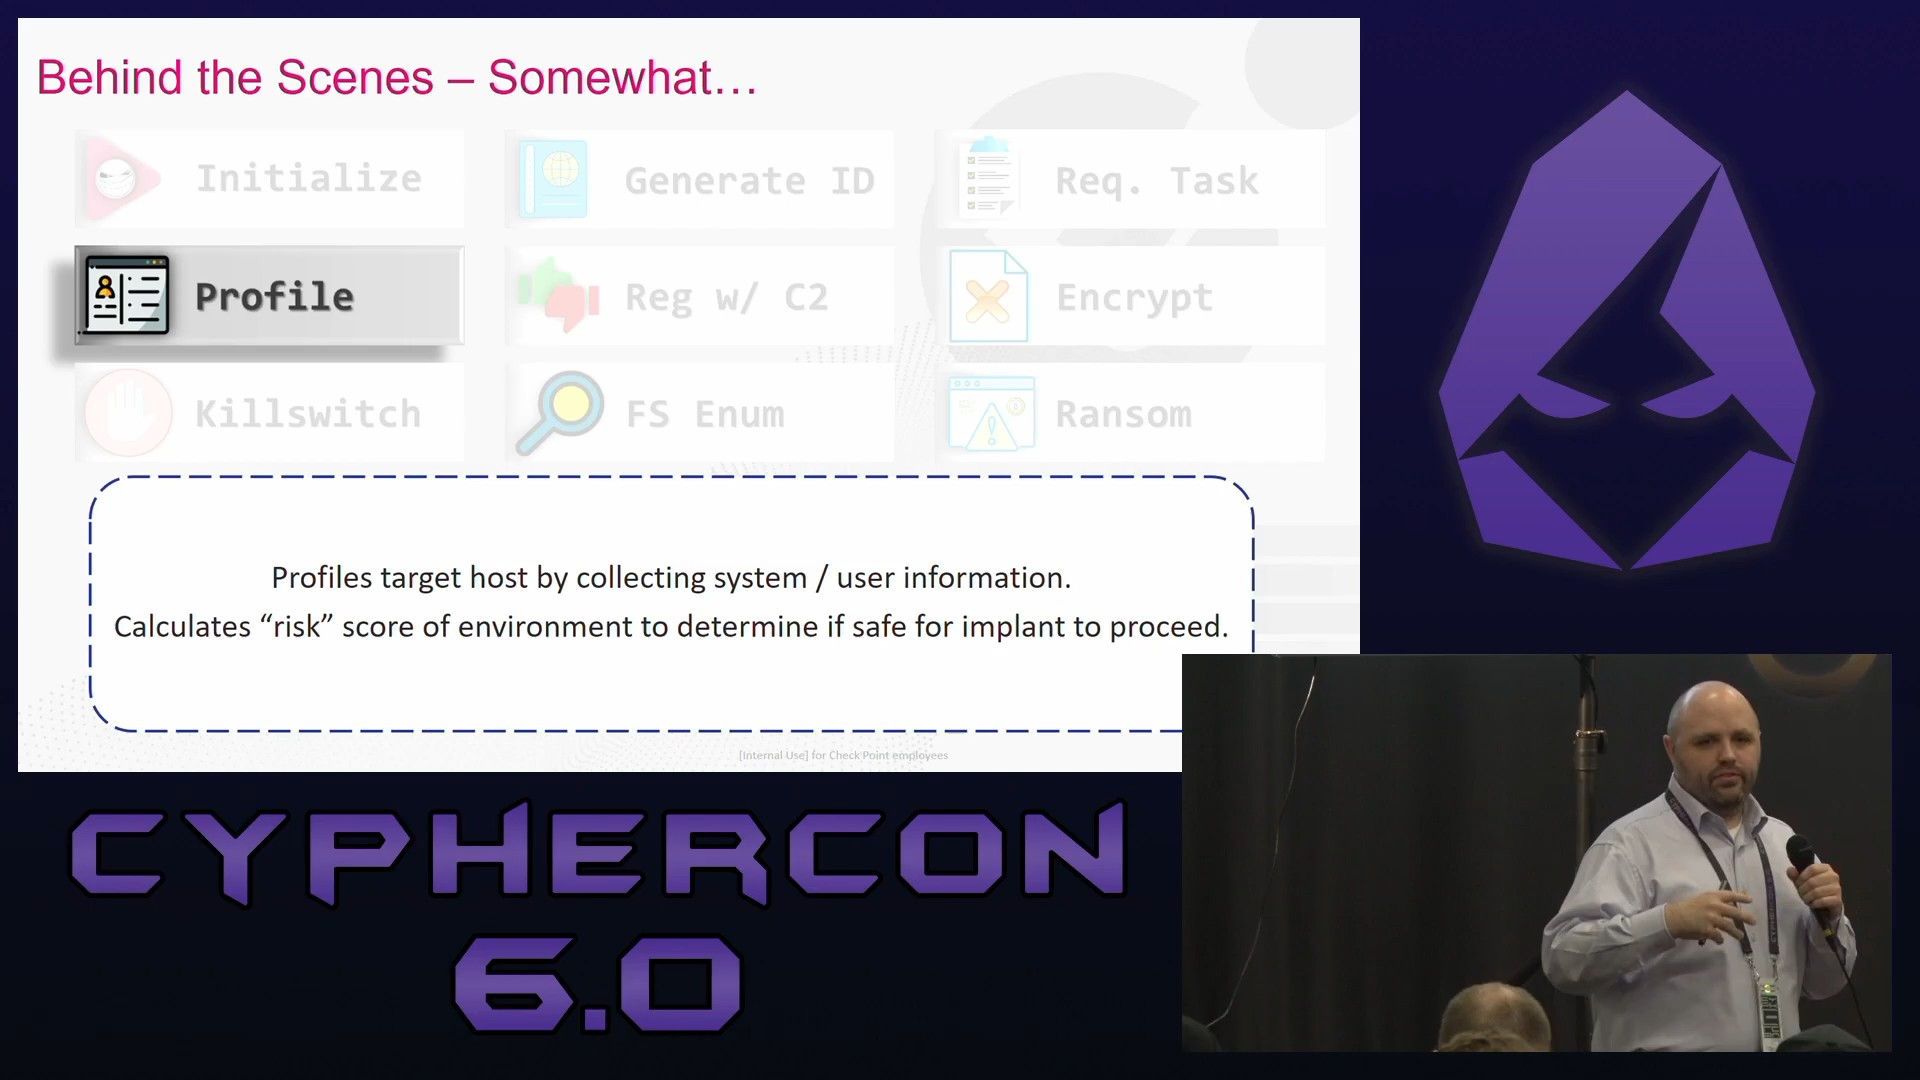 Behind the Scenes – Somewhat...
Initialize
Generate ID
Req. Task
Profile
Reg w/ C2
Encrypt
Killswitch
FS Enum
Ransom
Profiles target host by collecting system / user information.
Calculates “risk” score of environment to determine if safe for implant to proceed.
[Internal Use] for Check Point employees
CYPHERCON
6.0